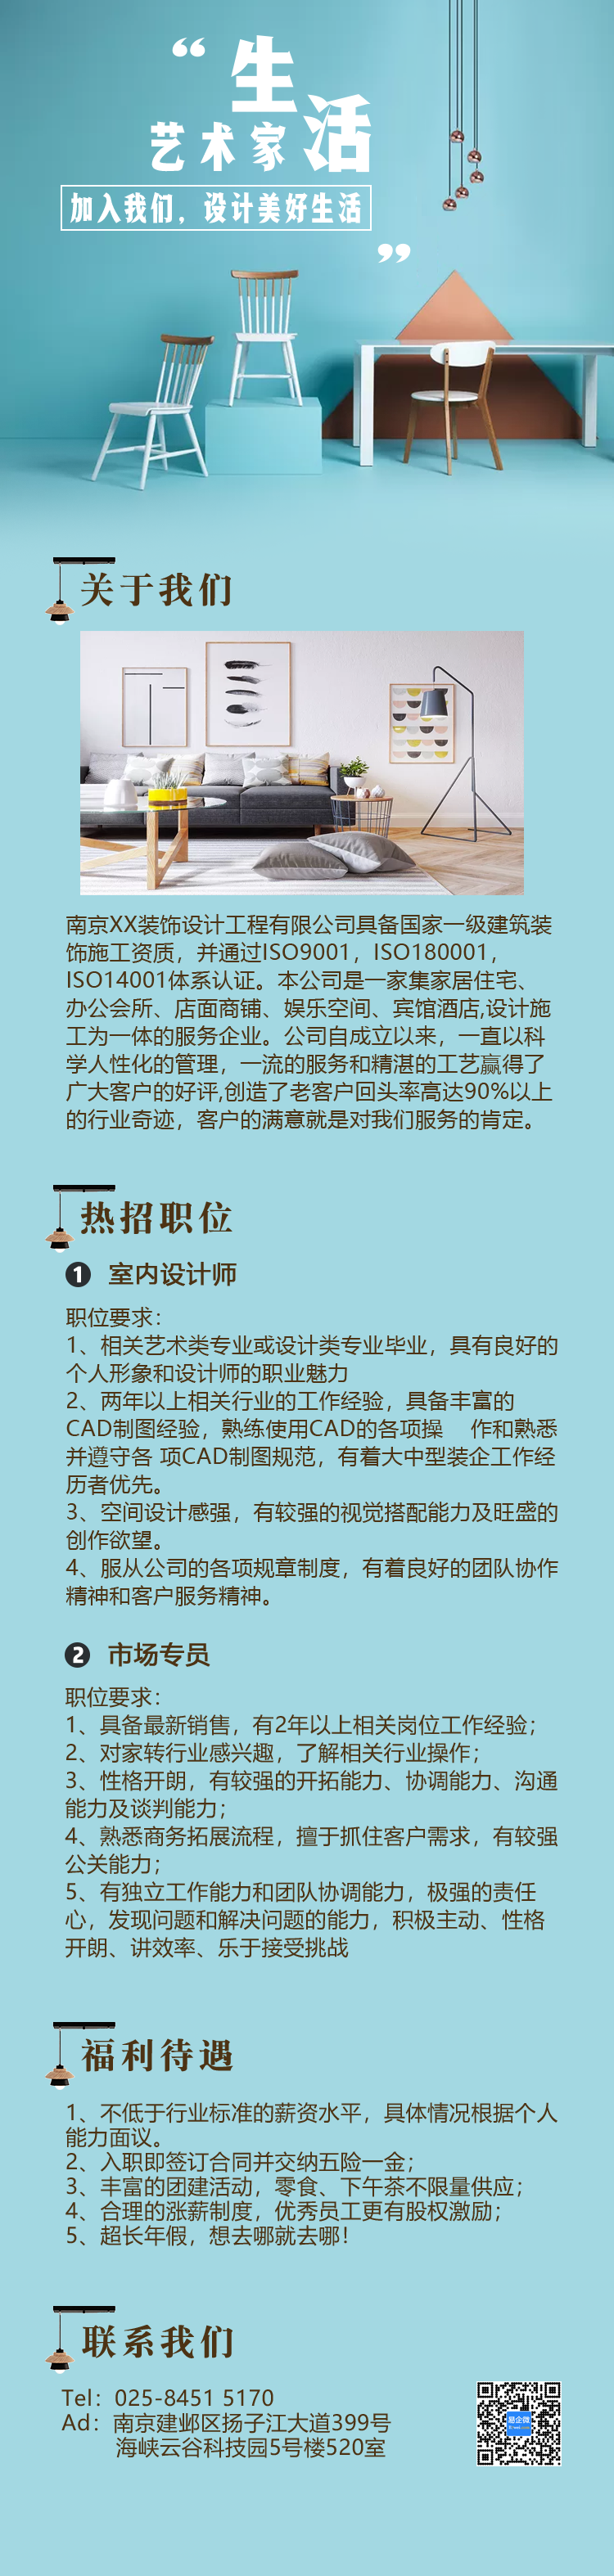 “生活
艺术家
加入我们，设计美好生活
”
关于我们
南京XX装饰设计工程有限公司具备国家一级建筑装
饰施工资质，并通过ISO9001，ISO180001，
ISO14001体系认证。本公司是一家集家居住宅、
办公会所、店面商铺、娱乐空间、宾馆酒店,设计施
工为一体的服务企业。公司自成立以来，一直以科
学人性化的管理，一流的服务和精湛的工艺赢得了
广大客户的好评,创造了老客户回头率高达90%以上
的行业奇迹，客户的满意就是对我们服务的肯定。
热招职位
1 室内设计师
职位要求：
1、相关艺术类专业或设计类专业毕业，具有良好的
个人形象和设计师的职业魅力
2、两年以上相关行业的工作经验，具备丰富的
CAD制图经验，熟练使用CAD的各项操　作和熟悉
并遵守各 项CAD制图规范，有着大中型装企工作经
历者优先。
3、空间设计感强，有较强的视觉搭配能力及旺盛的
创作欲望。
4、服从公司的各项规章制度，有着良好的团队协作
精神和客户服务精神。
2 市场专员
职位要求：
1、具备最新销售，有2年以上相关岗位工作经验；
2、对家转行业感兴趣，了解相关行业操作；
3、性格开朗，有较强的开拓能力、协调能力、沟通
能力及谈判能力；
4、熟悉商务拓展流程，擅于抓住客户需求，有较强
公关能力；
5、有独立工作能力和团队协调能力，极强的责任
心，发现问题和解决问题的能力，积极主动、性格
开朗、讲效率、乐于接受挑战
福利待遇
1、不低于行业标准的薪资水平，具体情况根据个人
能力面议。
2、入职即签订合同并交纳五险一金；
3、丰富的团建活动，零食、下午茶不限量供应；
4、合理的涨薪制度，优秀员工更有股权激励；
5、超长年假，想去哪就去哪！
联系我们
Tel：025-8451 5170
Ad：南京建邺区扬子江大道399号
海峡云谷科技园5号楼520室
易企微